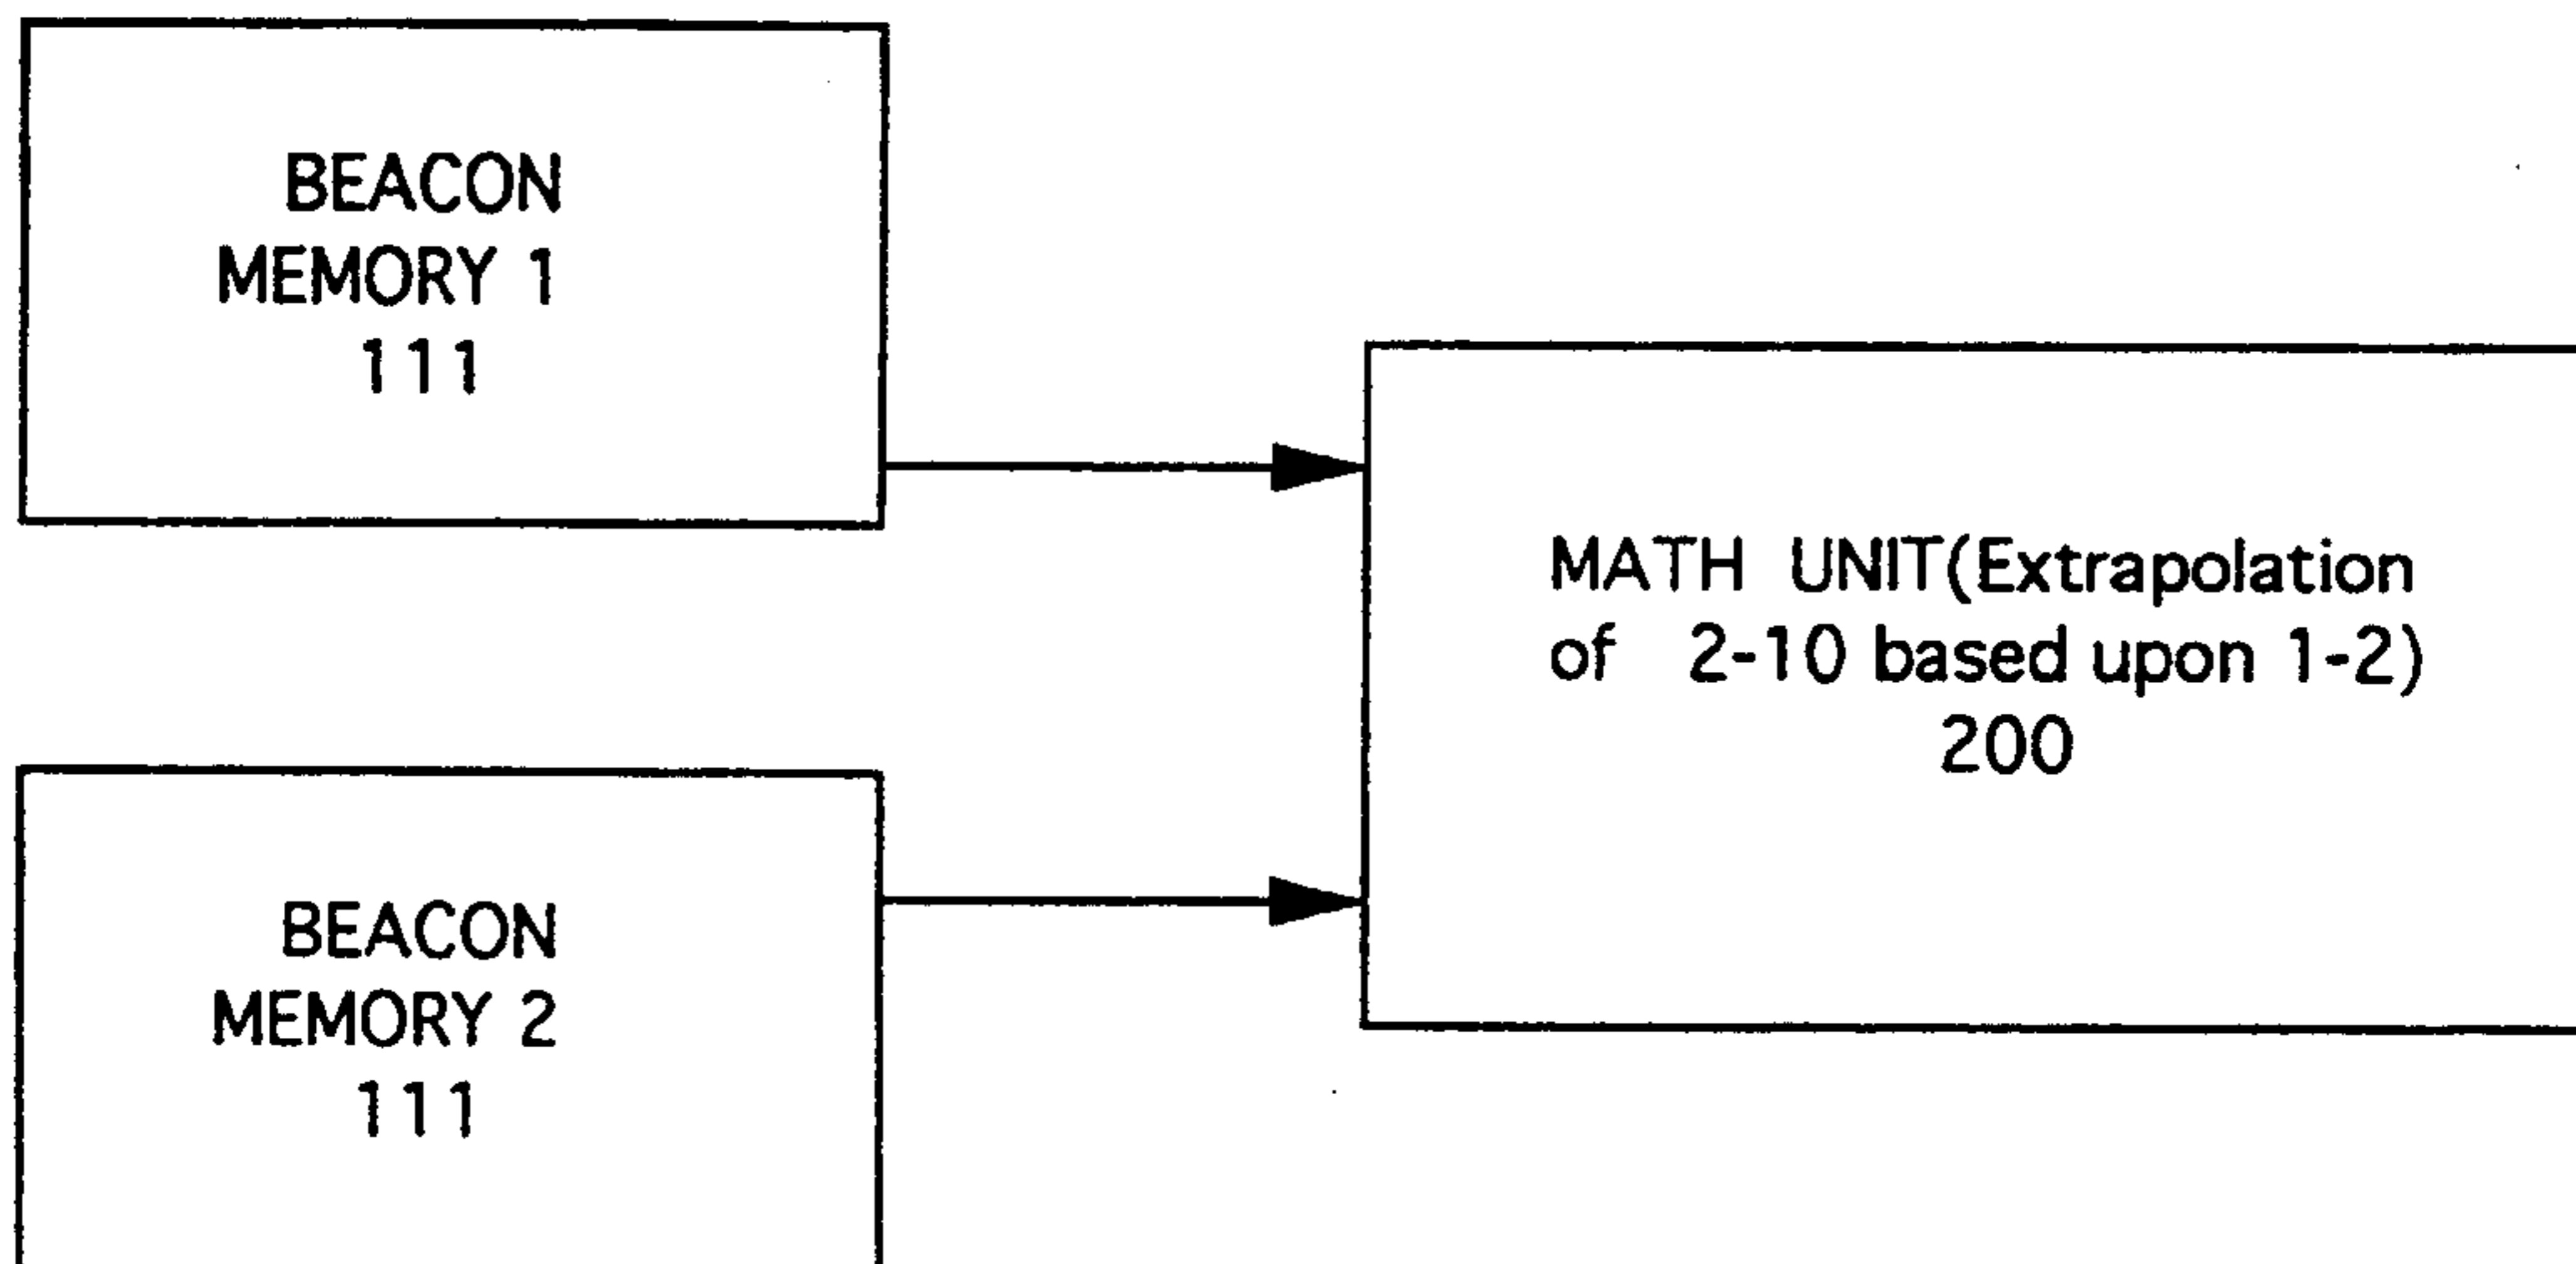 BEACON
MEMORY 1
111
MATH UNIT(Extrapolation
of 2-10 based upon 1-2)
200
BEACON
MEMORY 2
111